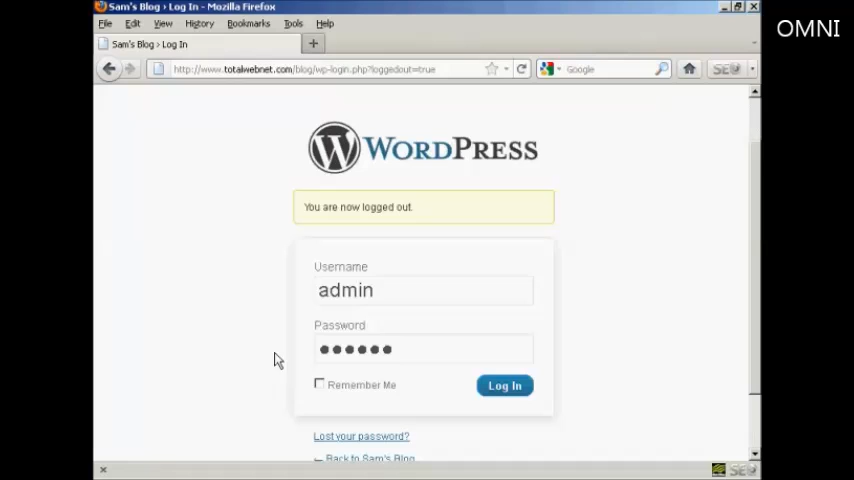 Sam's Blog › Log In - Mozilla Firefox
OMNI
File Edit View History Bookmarks Tools Help
Sam's Blog › Log In
http://www.totalwebnet.com/blog/wp-login.php?loggedout=true
Google
SEO
WORDPRESS
You are now logged out.
Username
admin
Password
Remember Me
Log In
Lost your password?
← Back to Sam's Blog
SEO